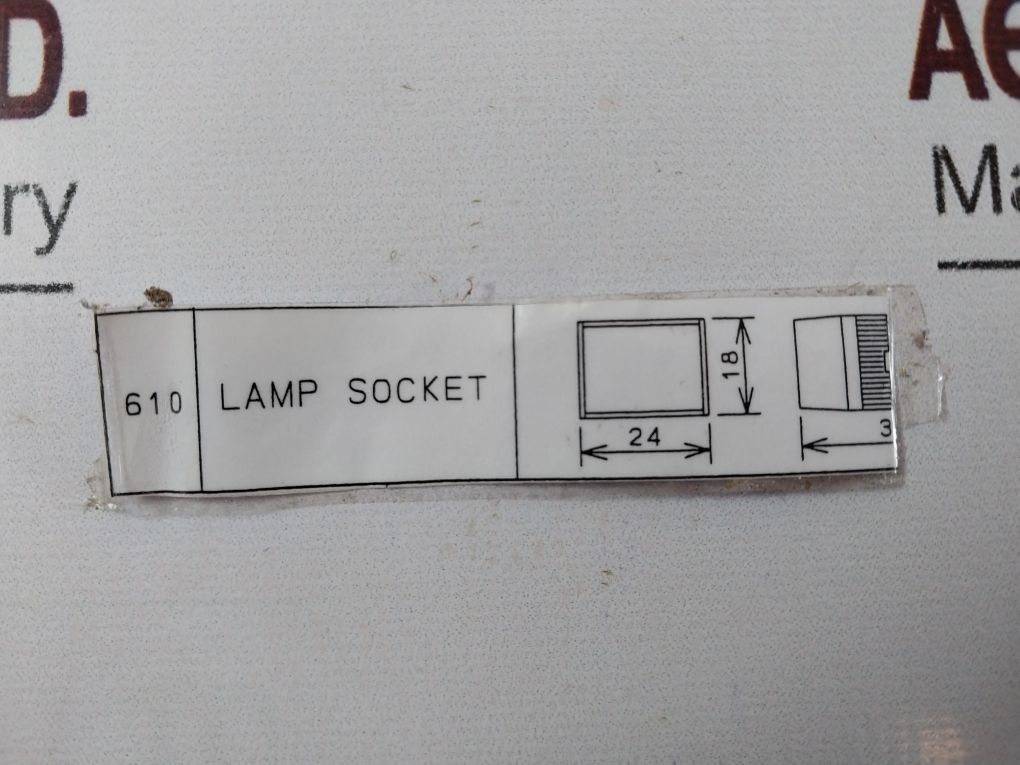 D.
ry
610
LAMP SOCKET
24
18
3
Ae
Ma